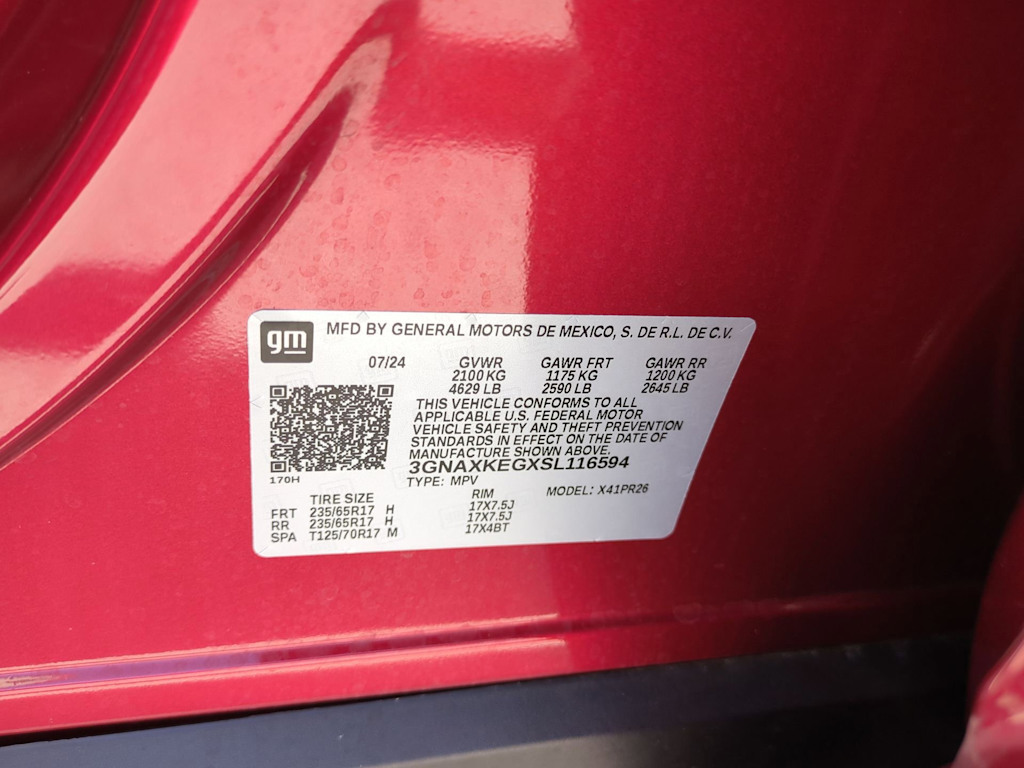 gm MFD BY GENERAL MOTORS DE MEXICO, S. DE R.L. DE C.V.
07/24 GVWR GAWR FRT GAWR RR
2100 KG 1175 KG 1200 KG
4629 LB 2590 LB 2645 LB
THIS VEHICLE CONFORMS TO ALL
APPLICABLE U.S. FEDERAL MOTOR
VEHICLE SAFETY AND THEFT PREVENTION
STANDARDS IN EFFECT ON THE DATE OF
MANUFACTURE SHOWN ABOVE.
3GNAXKEGXSL116594
170H TYPE: MPV MODEL: X41PR26
TIRE SIZE RIM
FRT 235/65R17 H 17X7.5J
RR 235/65R17 H 17X7.5J
SPA T125/70R17 M 17X4BT